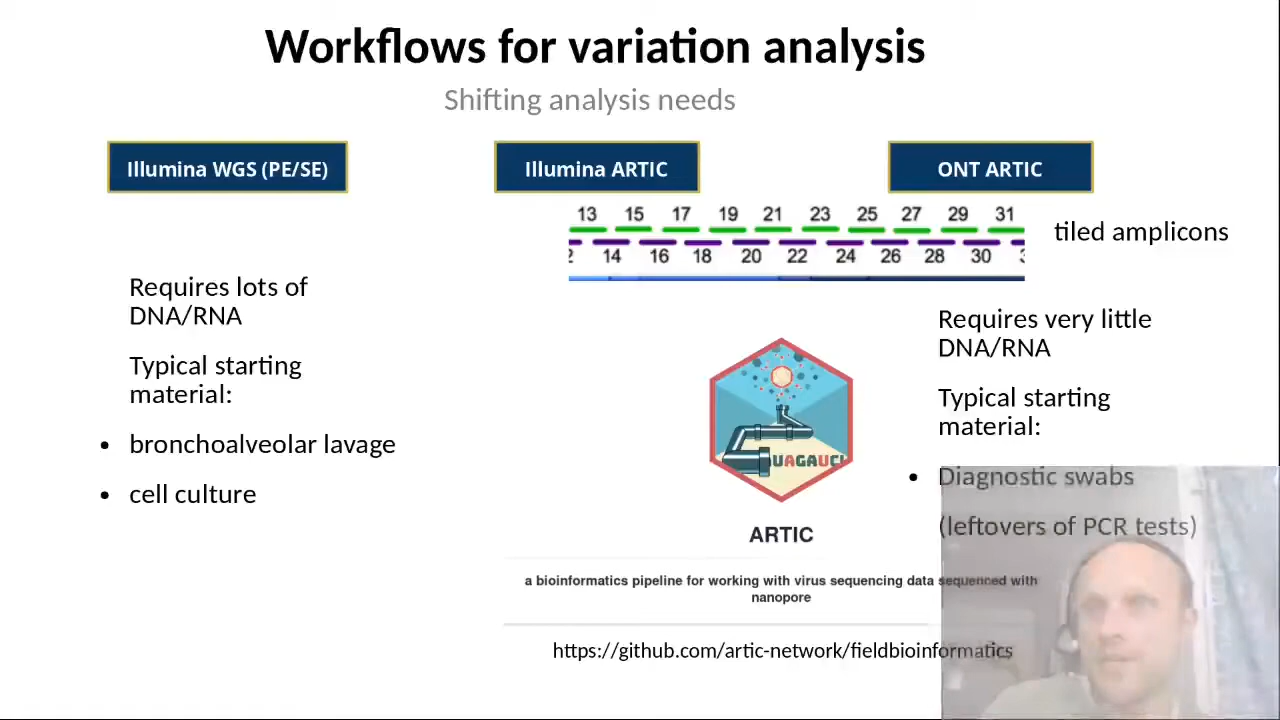 Workflows for variation analysis
Shifting analysis needs
Illumina WGS (PE/SE)
Illumina ARTIC
ONT ARTIC
13 15 17 19 21 23 25 27 29 31
14 16 18 20 22 24 26 28 30
tiled amplicons
Requires lots of
DNA/RNA
Typical starting
material:
• bronchoalveolar lavage
• cell culture
UAGAUCU
ARTIC
a bioinformatics pipeline for working with virus sequencing data sequenced with
nanopore
https://github.com/artic-network/fieldbioinformatics
Requires very little
DNA/RNA
Typical starting
material:
• Diagnostic swabs
(leftovers of PCR tests)